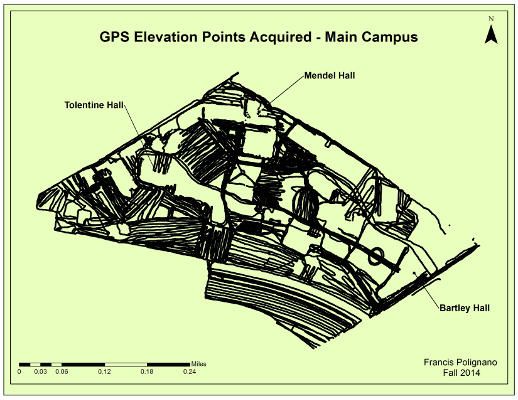 N
GPS Elevation Points Acquired - Main Campus
Mendel Hall
Tolentine Hall
Bartley Hall
Miles
0 0.03 0.06 0.12 0.18 0.24
Francis Polignano
Fall 2014